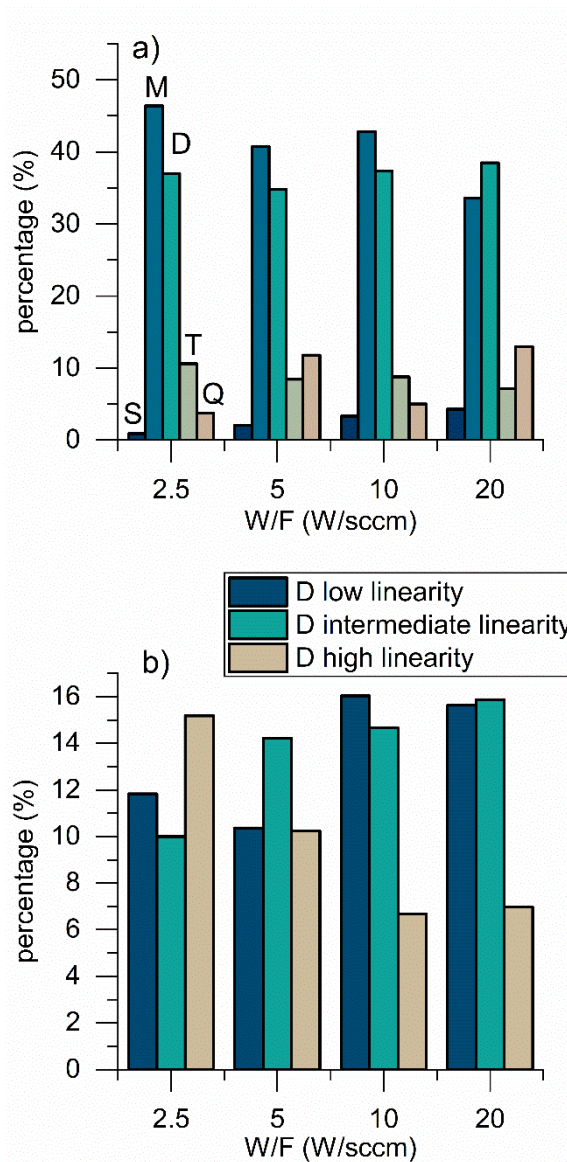 a)
M
D
T
Q
S
percentage (%)
50
40
30
20
10
0
2.5 5 10 20
W/F (W/sccm)
D low linearity
D intermediate linearity
D high linearity
b)
percentage (%)
16
14
12
10
8
6
4
2
0
2.5 5 10 20
W/F (W/sccm)